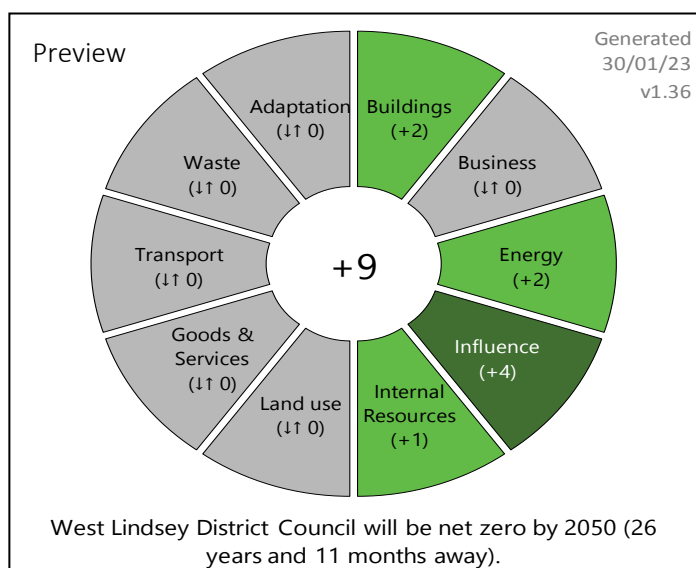 Preview
Generated
30/01/23
v1.36
Adaptation
(↓↑ 0)
Buildings
(+2)
Business
(↓↑ 0)
Energy
(+2)
Influence
(+4)
Internal
Resources
(+1)
Land use
(↓↑ 0)
Goods &
Services
(↓↑ 0)
Transport
(↓↑ 0)
Waste
(↓↑ 0)
+9
West Lindsey District Council will be net zero by 2050 (26
years and 11 months away).